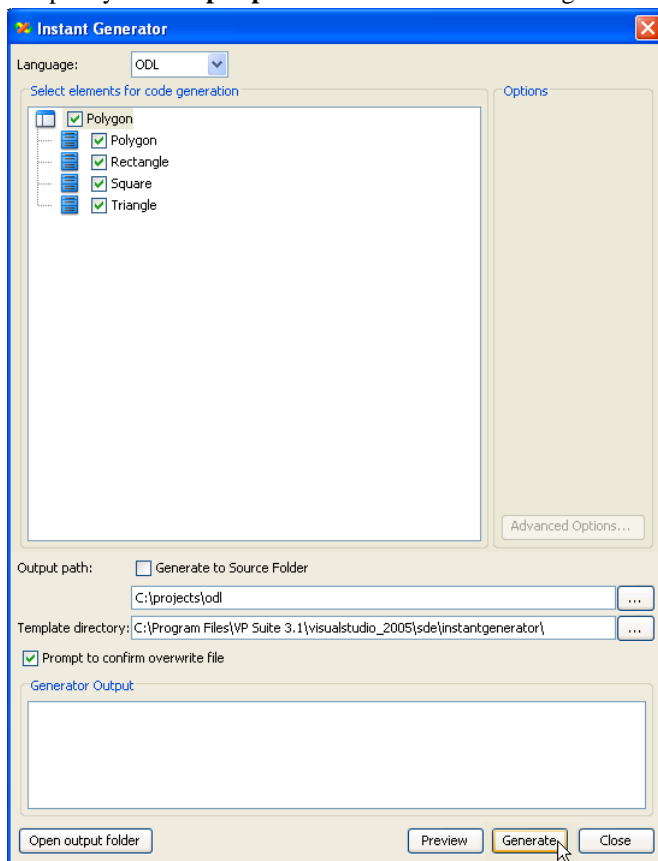 Instant Generator
Language: ODL
Select elements for code generation
Options
Polygon
Polygon
Rectangle
Square
Triangle
Advanced Options...
Output path: Generate to Source Folder
C:\projects\odl ...
Template directory: C:\Program Files\VP Suite 3.1\visualstudio_2005\sde\instantgenerator\ ...
Prompt to confirm overwrite file
Generator Output
Open output folder Preview Generate Close